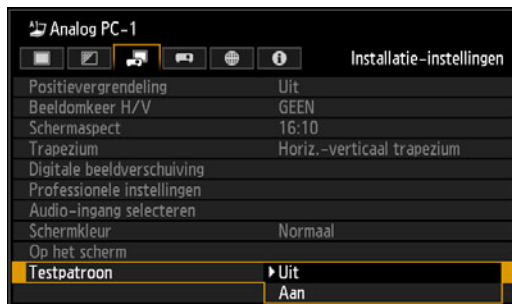 Analog PC-1
Installatie-instellingen
Positievergrendeling Uit
Beeldomkeer H/V GEEN
Schermaspect 16:10
Trapezium Horiz.-verticaal trapezium
Digitale beeldverschuiving
Professionele instellingen
Audio-ingang selecteren
Schermkleur Normaal
Op het scherm
Testpatroon Uit
Aan